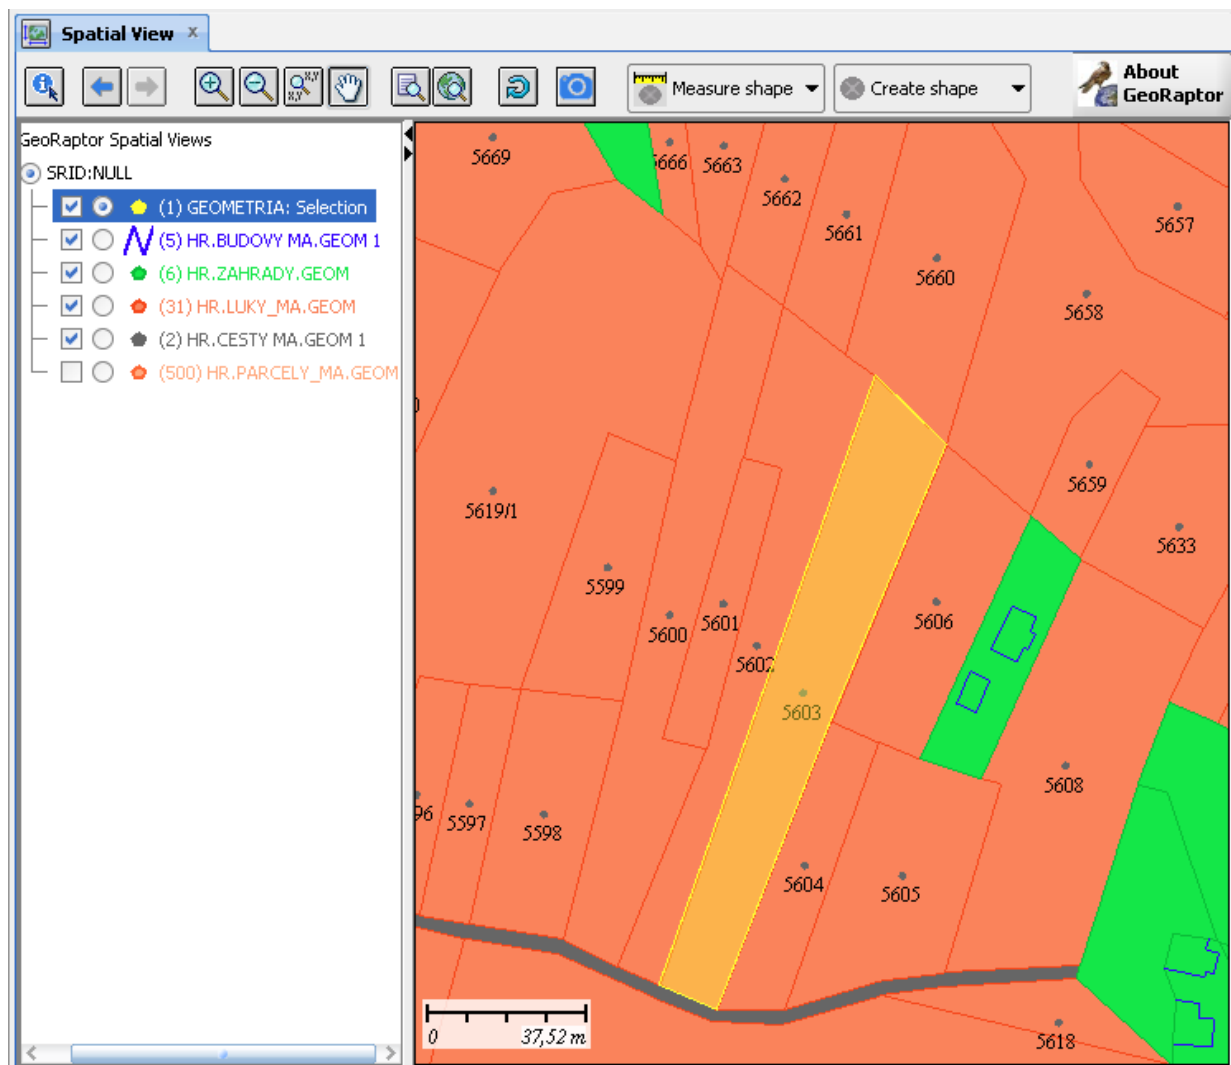 Spatial View x
x,y
x,y
Measure shape
Create shape
About
GeoRaptor
GeoRaptor Spatial Views
SRID:NULL
(1) GEOMETRIA: Selection
(5) HR.BUDOVY MA.GEOM 1
(6) HR.ZAHRADY.GEOM
(31) HR.LUKY_MA.GEOM
(2) HR.CESTY MA.GEOM 1
(500) HR.PARCELY_MA.GEOM
5669
5666
5663
5662
5661
5660
5657
5658
5659
5633
5619/1
5599
5600
5601
5602
5606
5603
5608
96
5597
5598
5604
5605
5618
0 37,52 m